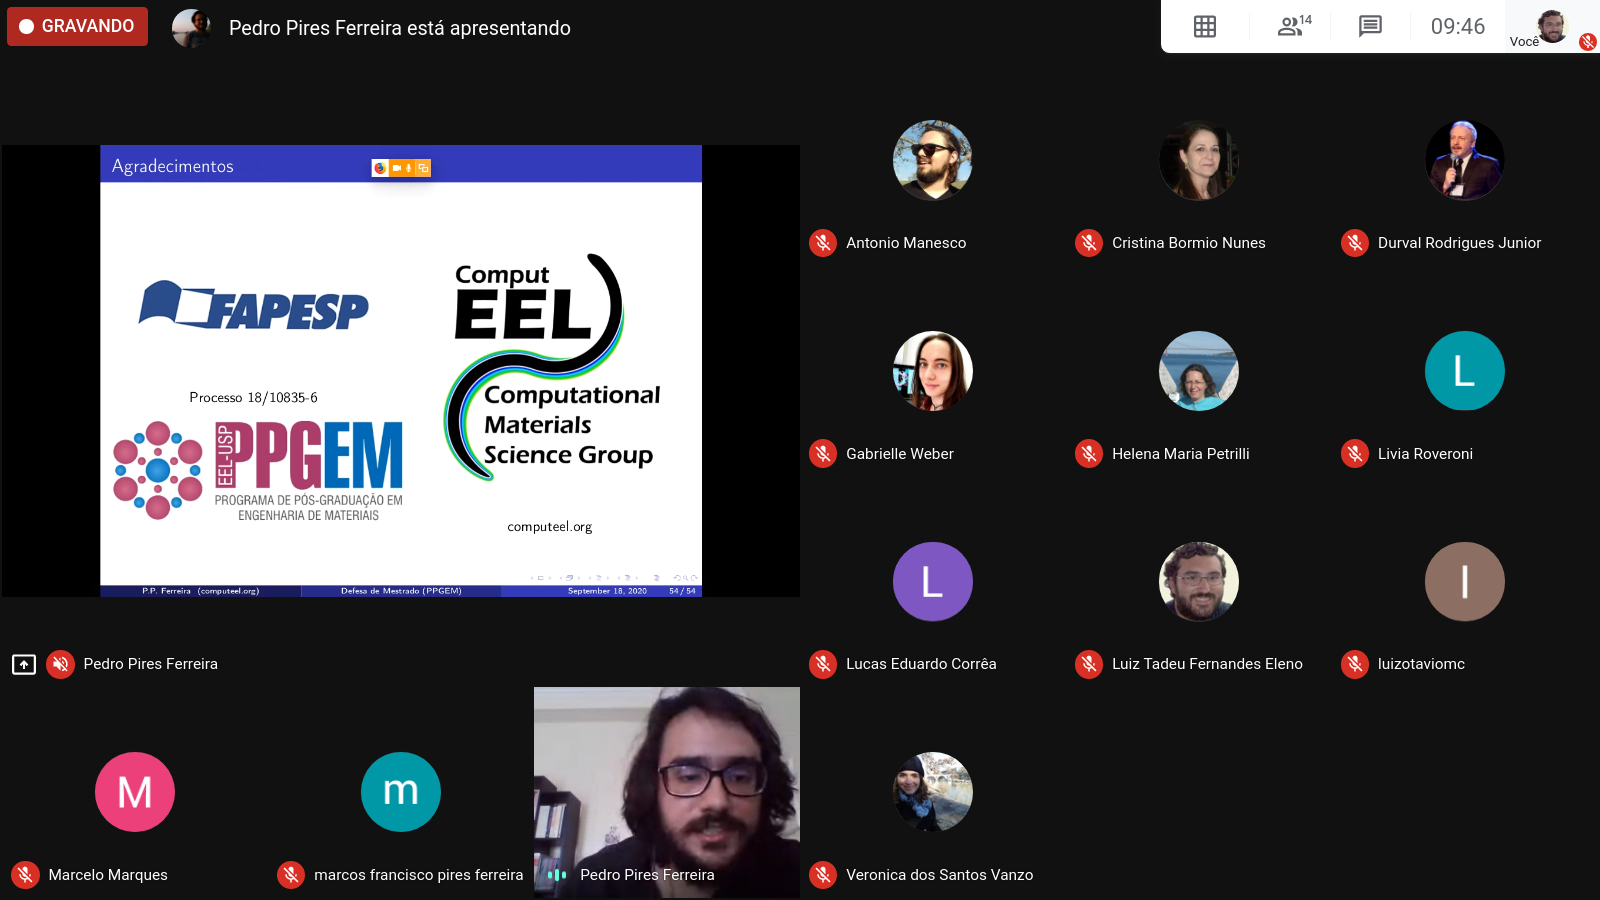 GRAVANDO
Pedro Pires Ferreira está apresentando
14
09:46
Você
Agradecimentos
FAPESP
Processo 18/10835-6
EEL-USP
PPGEM
PROGRAMA DE PÓS-GRADUAÇÃO EM
ENGENHARIA DE MATERIAIS
Comput
EEL
Computational
Materials
Science Group
computeel.org
P.P. Ferreira (computeel.org)
Defesa de Mestrado (PPGEM)
September 18, 2020
54 / 54
Antonio Manesco
Cristina Bormio Nunes
Durval Rodrigues Junior
Gabrielle Weber
Helena Maria Petrilli
L
Livia Roveroni
Pedro Pires Ferreira
L
Lucas Eduardo Corrêa
Luiz Tadeu Fernandes Eleno
l
luizotaviomc
M
Marcelo Marques
m
marcos francisco pires ferreira
Pedro Pires Ferreira
Veronica dos Santos Vanzo